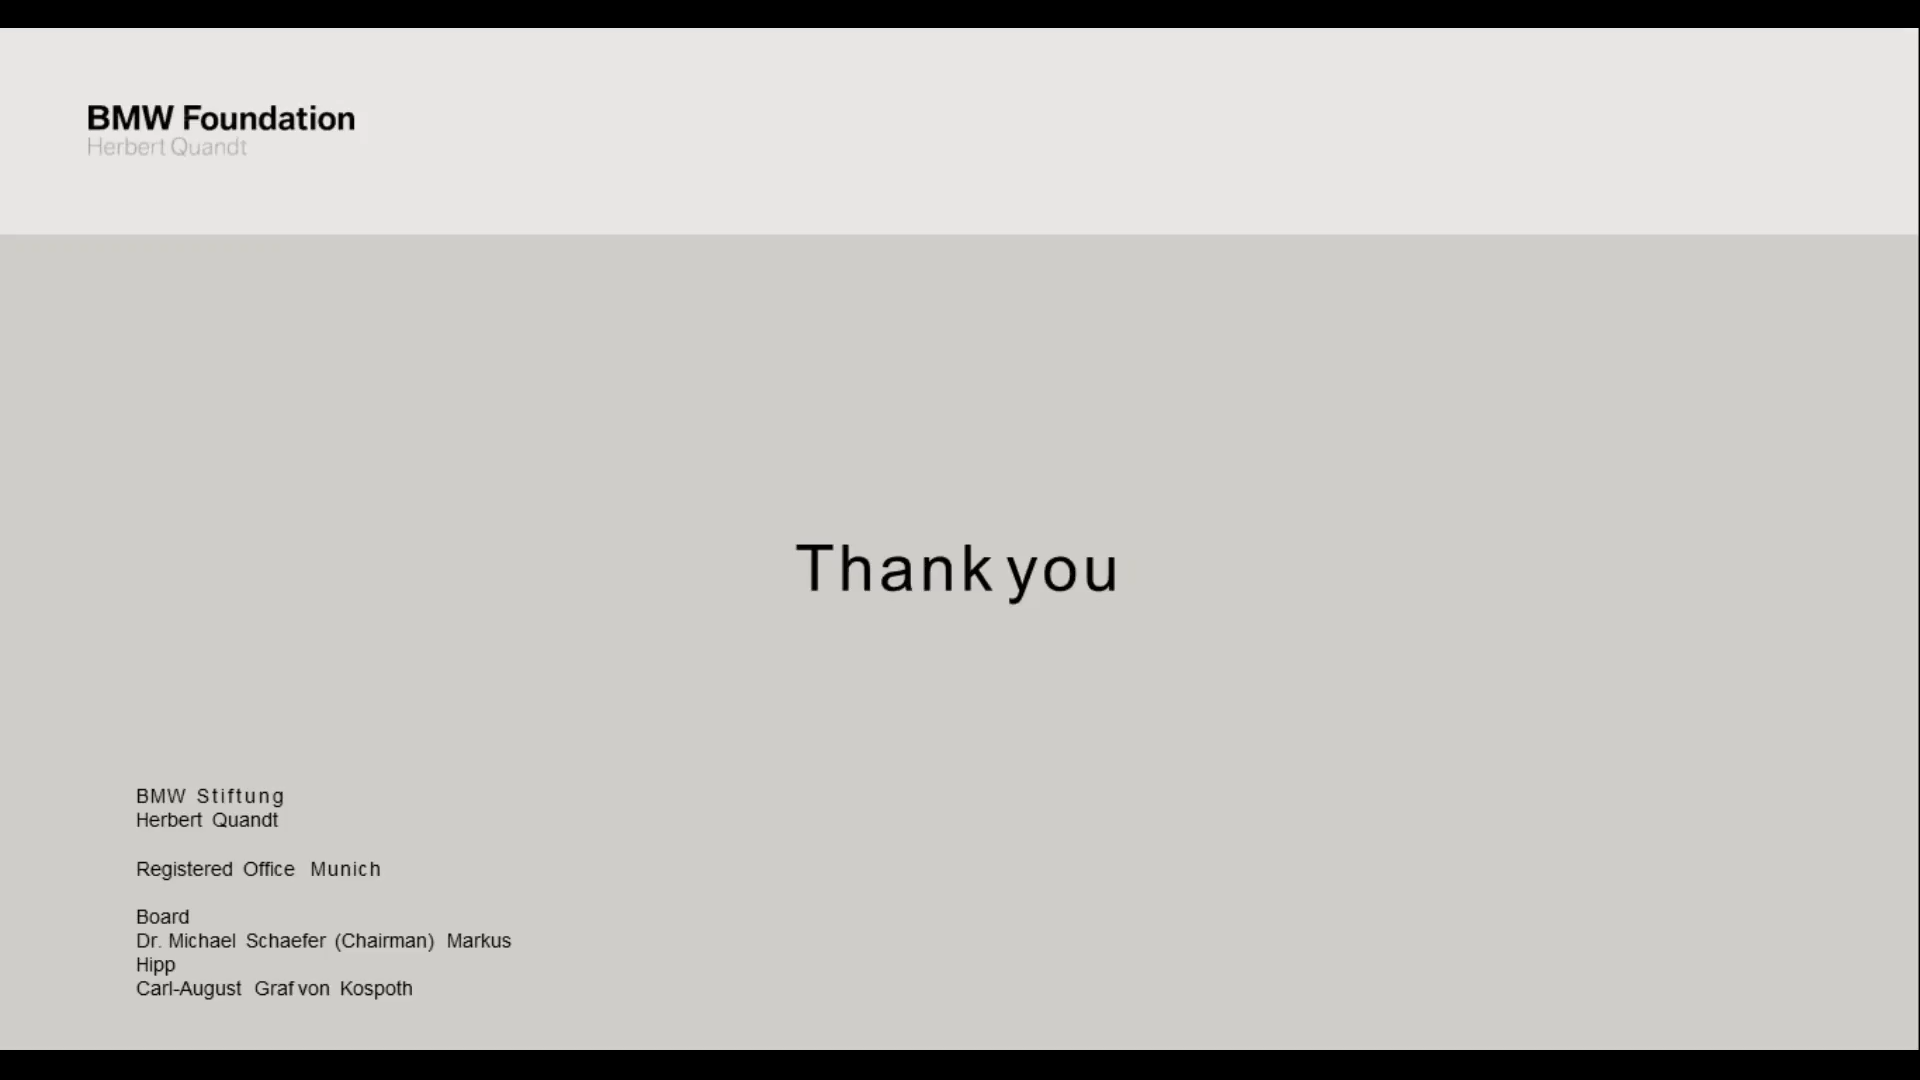 BMW Foundation
Herbert Quandt
Thank you
BMW Stiftung
Herbert Quandt
Registered Office Munich
Board
Dr. Michael Schaefer (Chairman) Markus
Hipp
Carl-August Graf von Kospoth